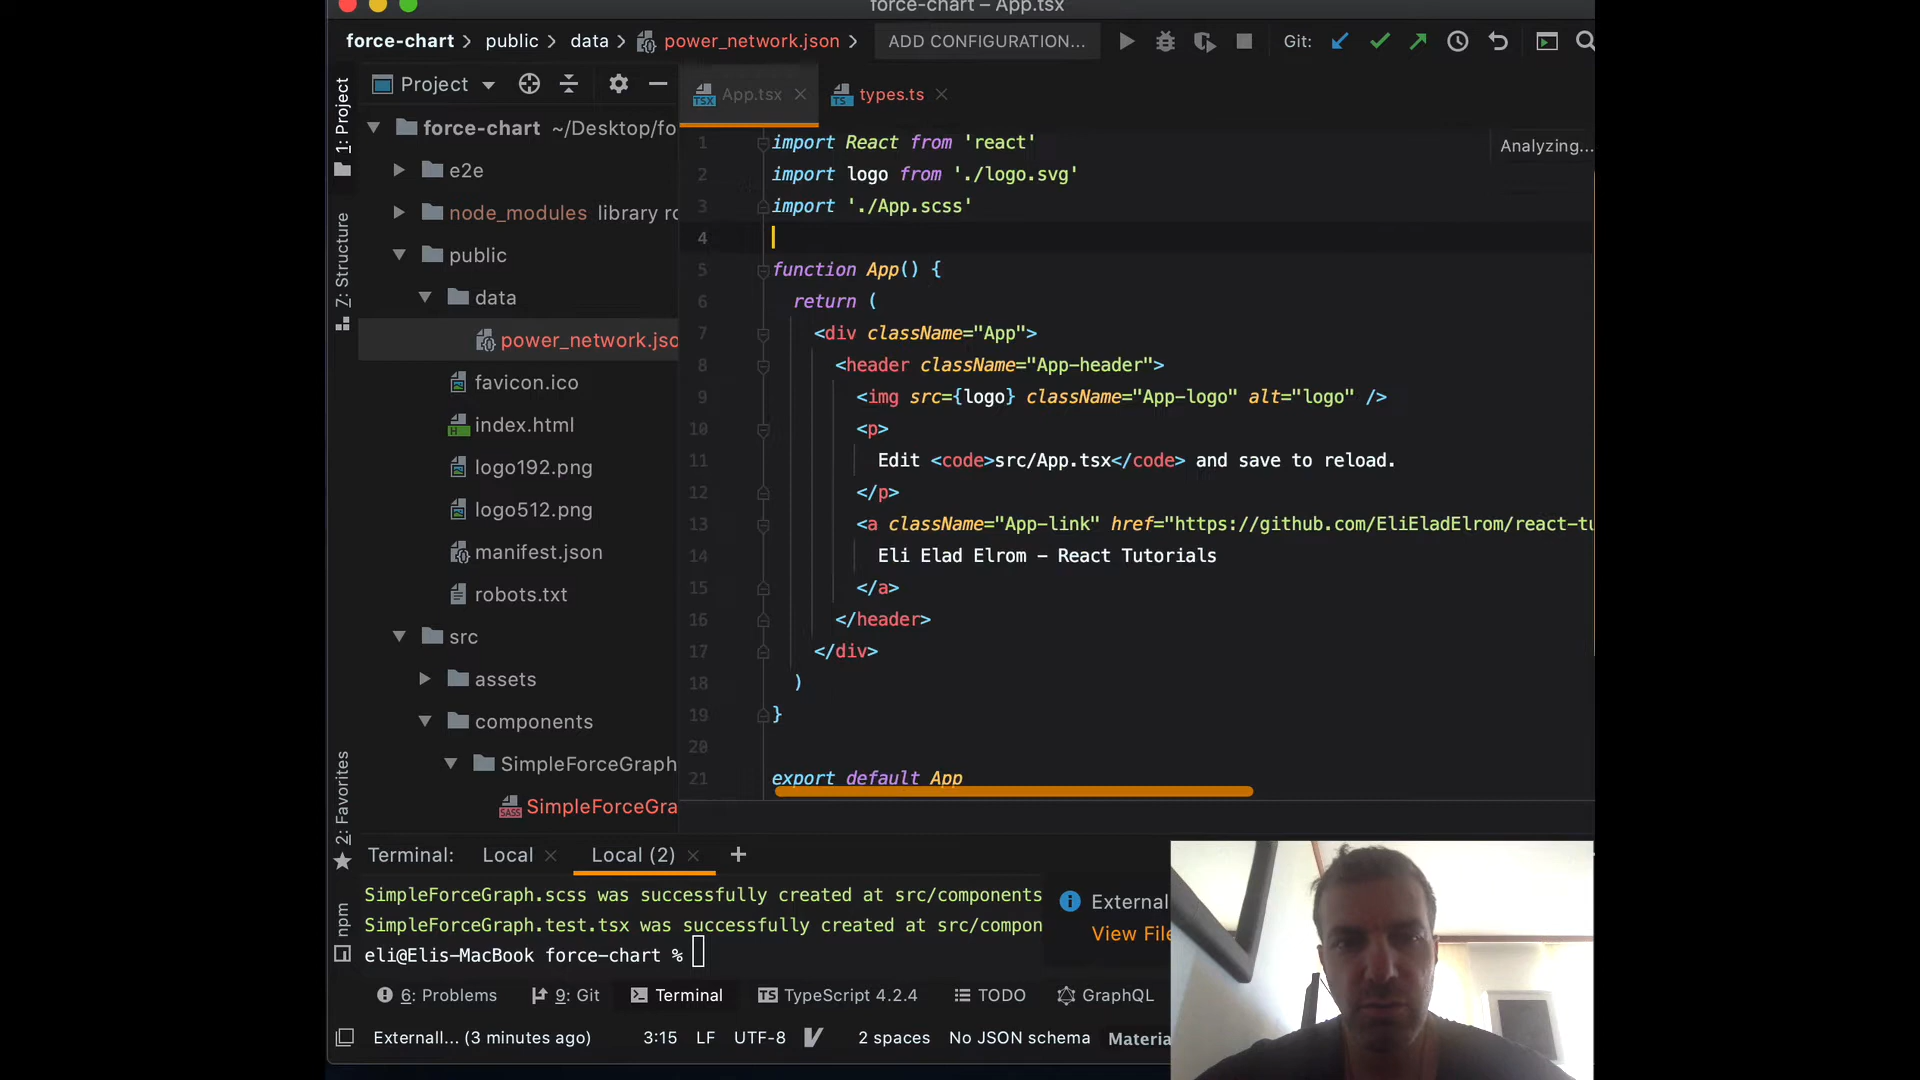 force-chart – App.tsx
force-chart > public > data > power_network.json >
ADD CONFIGURATION...
Git:
1: Project
7: Structure
2: Favorites
npm
Project
force-chart ~/Desktop/fo
e2e
node_modules library ro
public
data
power_network.jso
favicon.ico
index.html
logo192.png
logo512.png
manifest.json
robots.txt
src
assets
components
SimpleForceGraph
SimpleForceGra
App.tsx
types.ts
Analyzing...
1 import React from 'react'
2 import logo from './logo.svg'
3 import './App.scss'
4
5 function App() {
6 return (
7 <div className="App">
8 <header className="App-header">
9 <img src={logo} className="App-logo" alt="logo" />
10 <p>
11 Edit <code>src/App.tsx</code> and save to reload.
12 </p>
13 <a className="App-link" href="https://github.com/EliEladElrom/react-tu
14 Eli Elad Elrom – React Tutorials
15 </a>
16 </header>
17 </div>
18 )
19 }
20
21 export default App
Terminal: Local Local (2) +
SimpleForceGraph.scss was successfully created at src/components
SimpleForceGraph.test.tsx was successfully created at src/compon
eli@Elis-MacBook force-chart %
External
View File
6: Problems 9: Git Terminal TypeScript 4.2.4 TODO GraphQL
Externall... (3 minutes ago) 3:15 LF UTF-8 2 spaces No JSON schema Materia